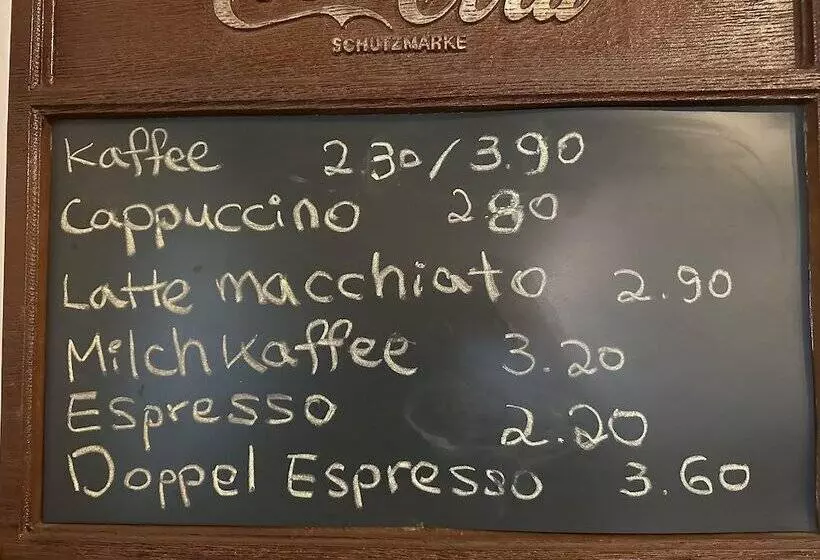 Cola
SCHUTZMARKE
Kaffee 2.30/3.90
Cappuccino 2.80
Latte macchiato 2.90
Milchkaffee 3.20
Espresso 2.20
Doppel Espresso 3.60